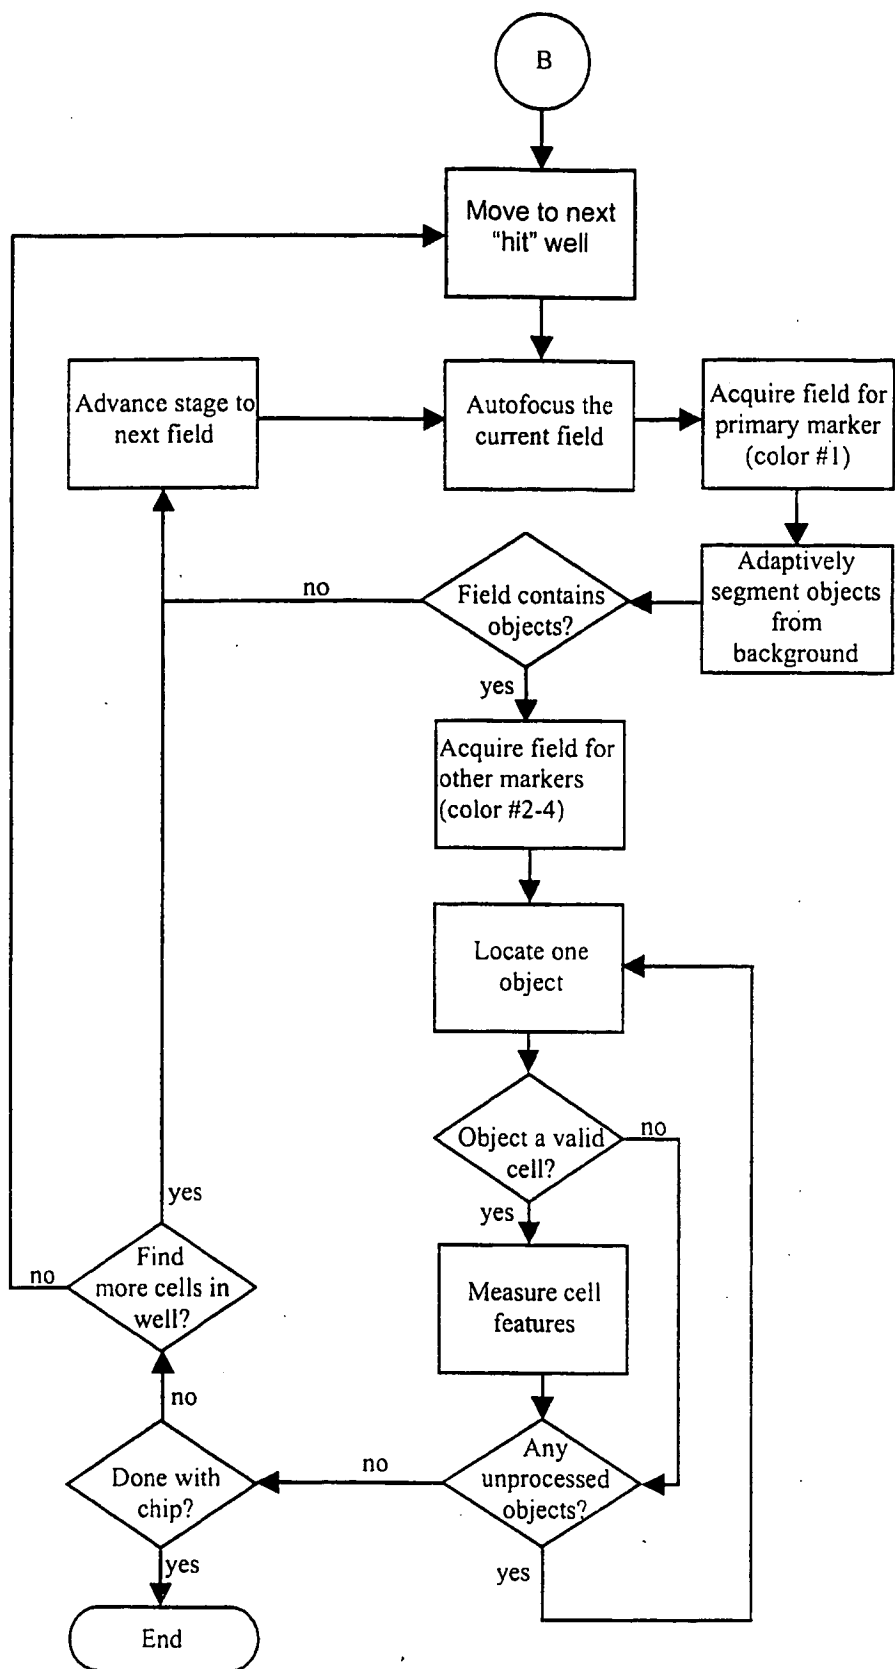 B
Move to next
“hit” well
Advance stage to
next field
Autofocus the
current field
Acquire field for
primary marker
(color #1)
Adaptively
segment objects
from
background
Field contains
objects?
no
yes
Acquire field for
other markers
(color #2-4)
Locate one
object
Object a valid
cell?
no
yes
Measure cell
features
Any
unprocessed
objects?
no
yes
Done with
chip?
no
yes
Find
more cells in
well?
yes
no
End